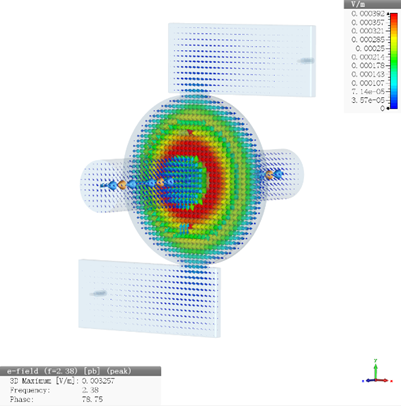 V/m
0.000392
0.000357
0.000321
0.000285
0.00025
0.000214
0.000178
0.000143
0.000107
7.14e-05
3.57e-05
0
e-field (f=2.38) [pb] (peak)
3D Maximum [V/m]: 0.003257
Frequency: 2.38
Phase: 78.75